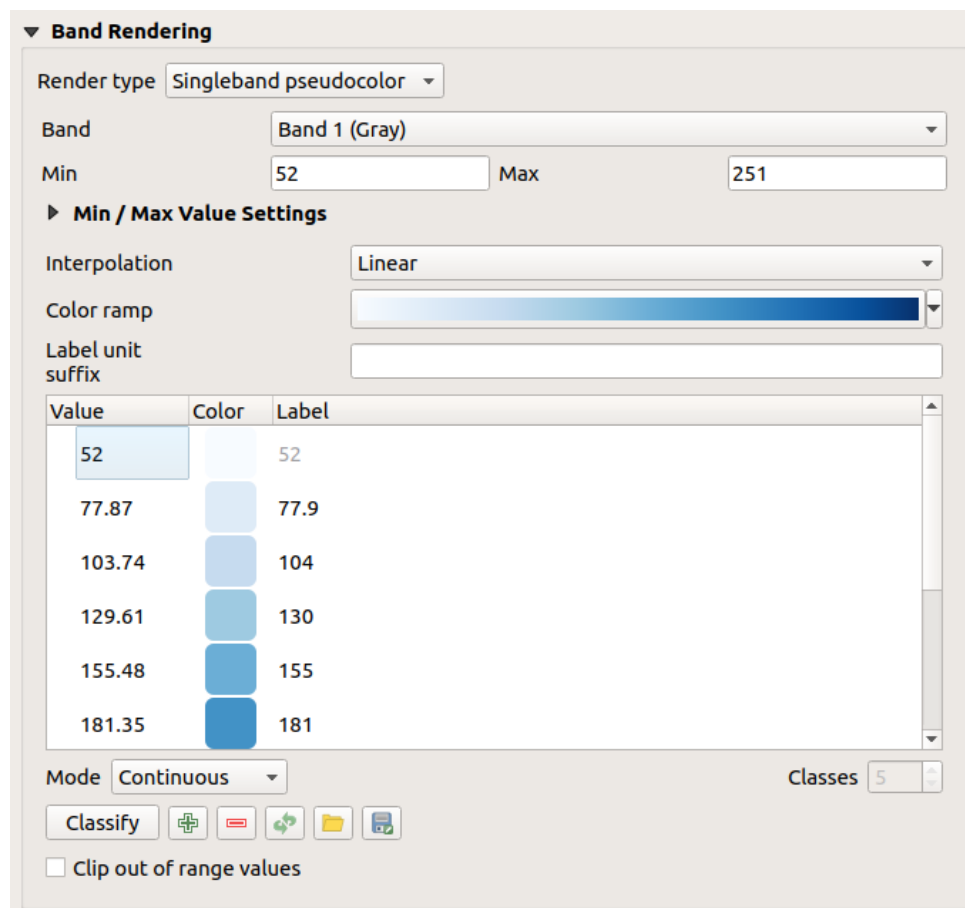 Band Rendering
Render type Singleband pseudocolor
Band Band 1 (Gray)
Min 52 Max 251
Min / Max Value Settings
Interpolation Linear
Color ramp
Label unit
suffix
Value Color Label
52 52
77.87 77.9
103.74 104
129.61 130
155.48 155
181.35 181
Mode Continuous Classes 5
Classify
Clip out of range values